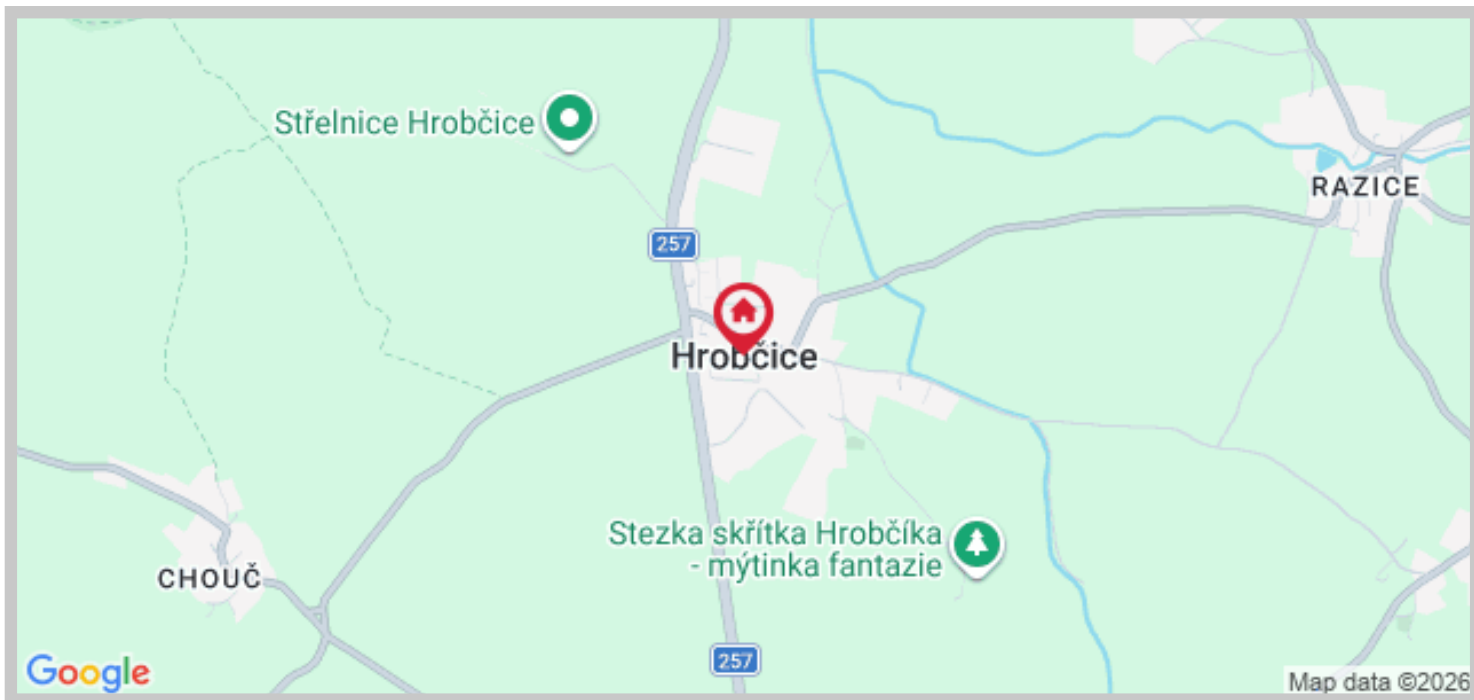 Střelnice Hrobčice
RAZICE
257
Hrobčice
Stezka skřítka Hrobčíka
- mýtinka fantazie
CHOUČ
257
Google
Map data ©2026